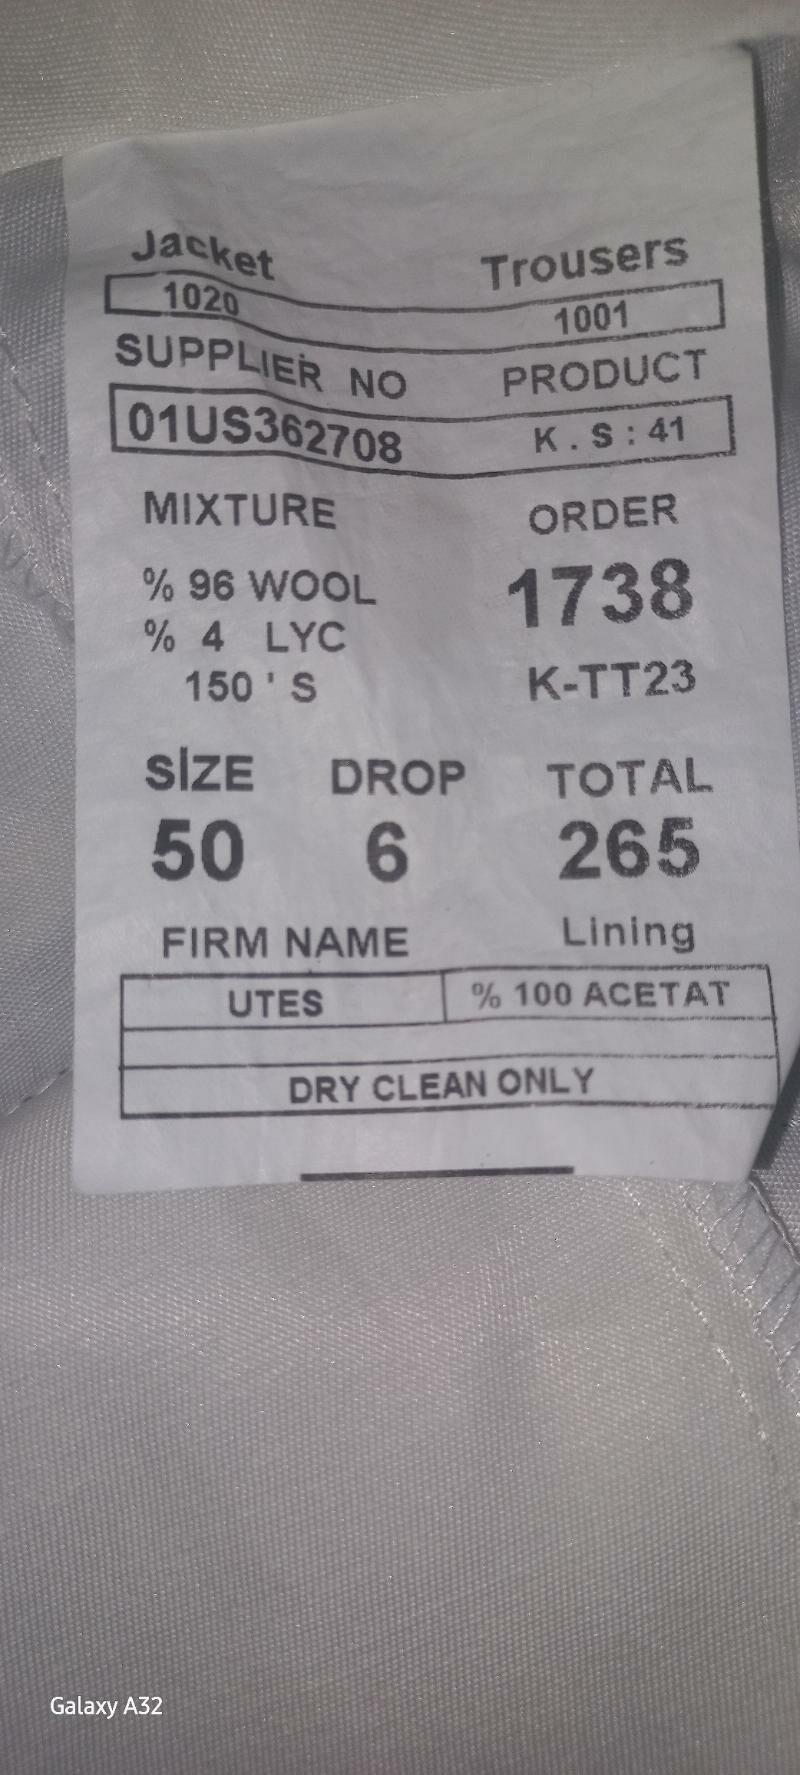 Jacket Trousers
1020 1001
SUPPLIER NO PRODUCT
01US362708 K . S : 41
MIXTURE ORDER
% 96 WOOL 1738
% 4 LYC
150 ' S K-TT23
SİZE DROP TOTAL
50 6 265
FIRM NAME Lining
UTES % 100 ACETAT
DRY CLEAN ONLY
Galaxy A32